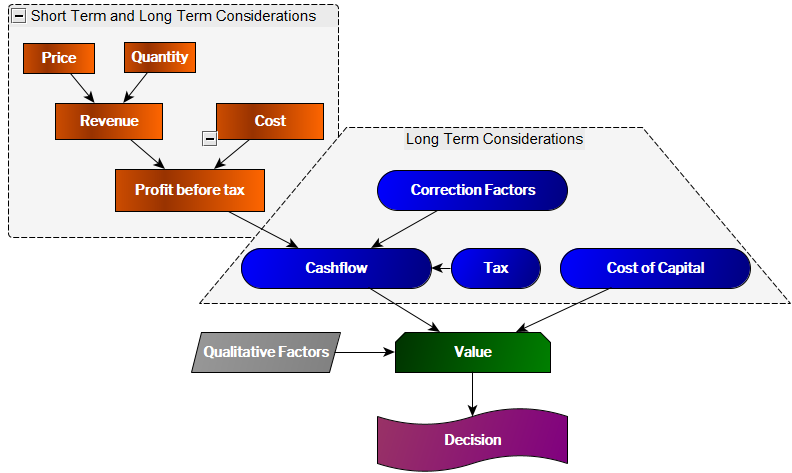 Short Term and Long Term Considerations
Price
Quantity
Revenue
Cost
Profit before tax
Long Term Considerations
Correction Factors
Cashflow
Tax
Cost of Capital
Qualitative Factors
Value
Decision